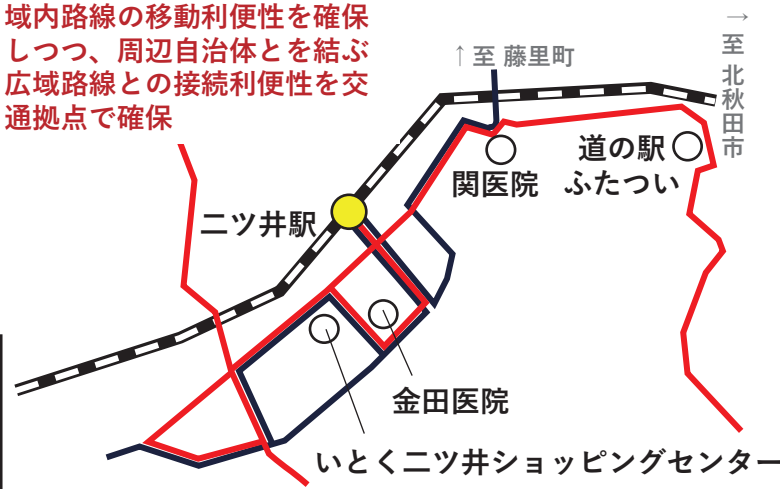 域内路線の移動利便性を確保
しつつ、周辺自治体とを結ぶ
広域路線との接続利便性を交
通拠点で確保
↑至 藤里町
→至 北秋田市
関医院
道の駅
ふたつい
二ツ井駅
金田医院
いとく二ツ井ショッピングセンター